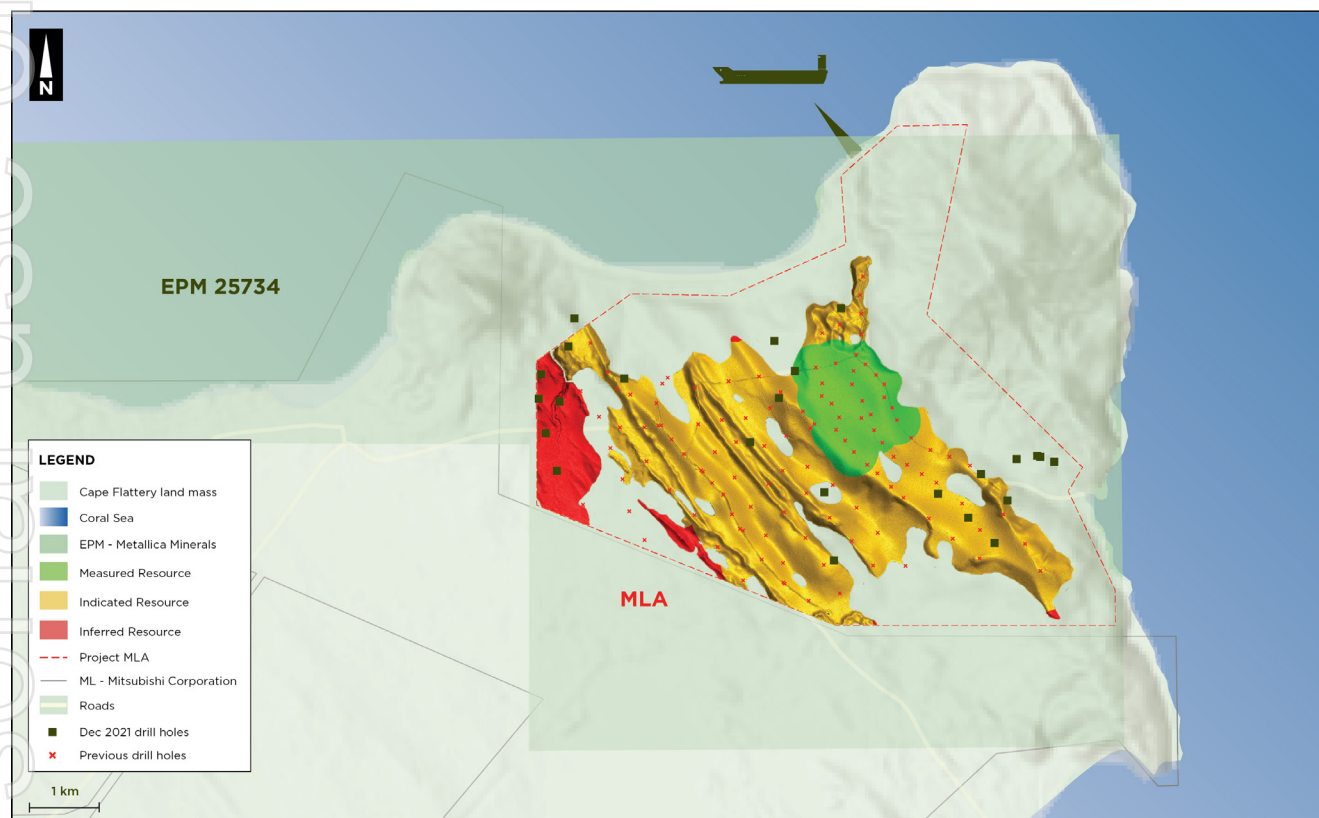 N
EPM 25734
MLA
LEGEND
Cape Flattery land mass
Coral Sea
EPM - Metallica Minerals
Measured Resource
Indicated Resource
Inferred Resource
Project MLA
ML - Mitsubishi Corporation
Roads
Dec 2021 drill holes
Previous drill holes
1 km